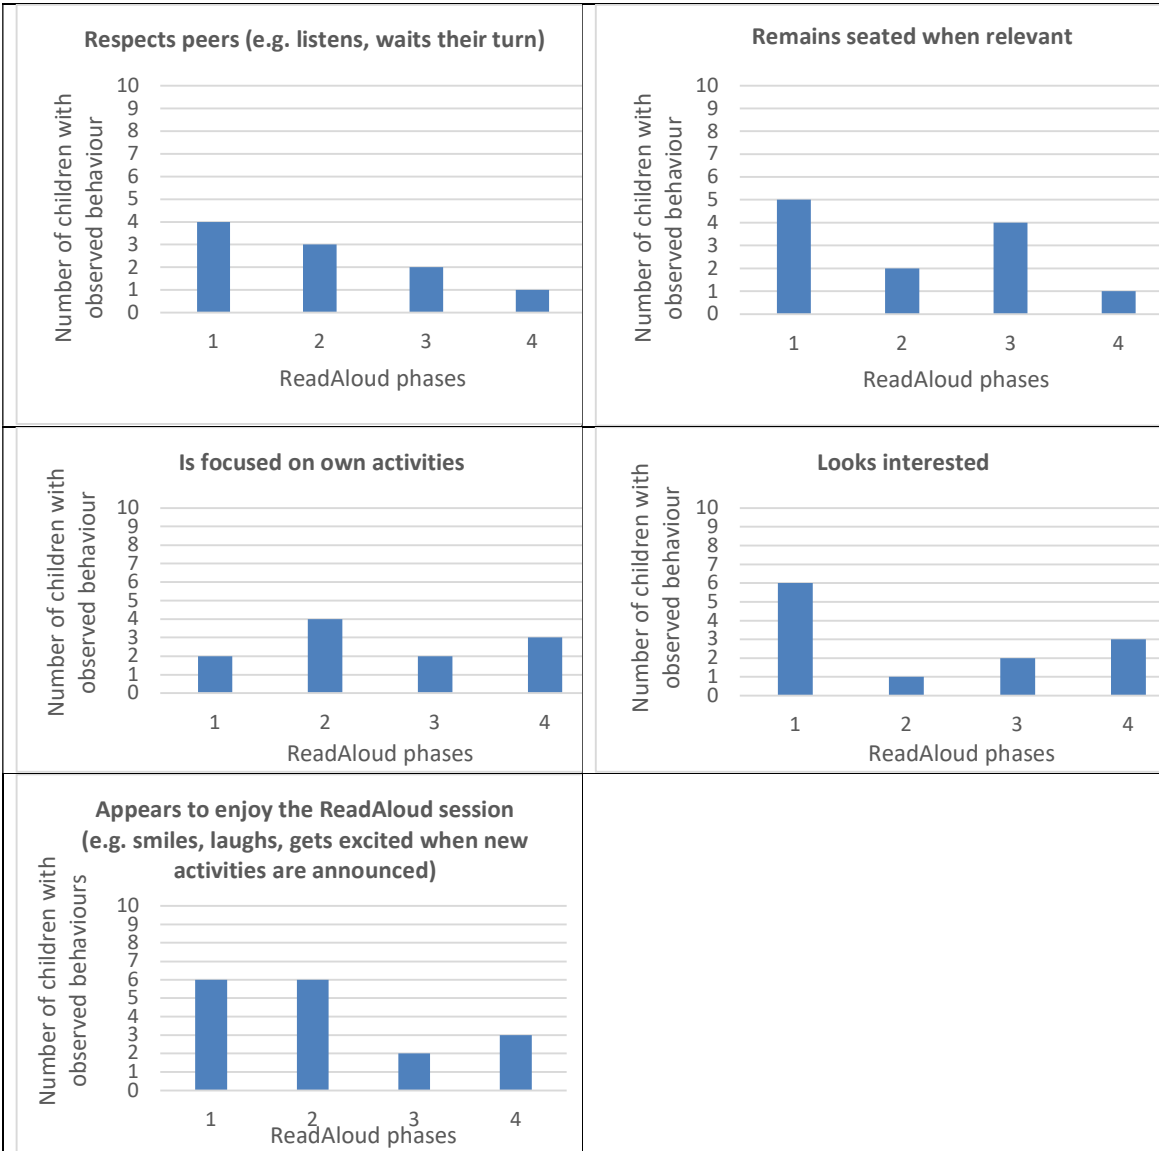 Respects peers (e.g. listens, waits their turn)
Number of children with
observed behaviour
10
9
8
7
6
5
4
3
2
1
0
1 2 3 4
ReadAloud phases
Remains seated when relevant
Number of children with
observed behaviour
10
9
8
7
6
5
4
3
2
1
0
1 2 3 4
ReadAloud phases
Is focused on own activities
Number of children with
observed behaviour
10
9
8
7
6
5
4
3
2
1
0
1 2 3 4
ReadAloud phases
Looks interested
Number of children with
observed behaviour
10
9
8
7
6
5
4
3
2
1
0
1 2 3 4
ReadAloud phases
Appears to enjoy the ReadAloud session
(e.g. smiles, laughs, gets excited when new
activities are announced)
Number of children with
observed behaviours
10
9
8
7
6
5
4
3
2
1
0
1 2 3 4
ReadAloud phases